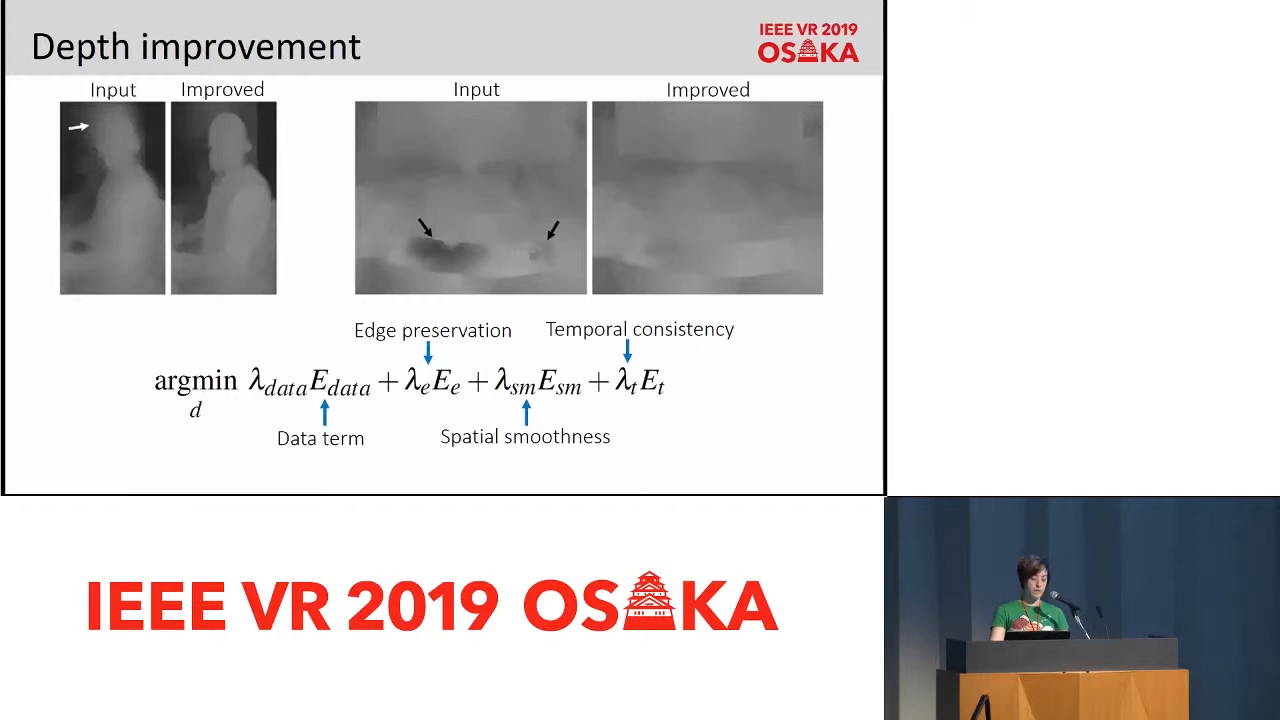 Depth improvement
IEEE VR 2019
OSAKA
Input
Improved
Input
Improved
Edge preservation
Temporal consistency
argmin λ_data E_data + λ_e E_e + λ_sm E_sm + λ_t E_t
d
Data term
Spatial smoothness
IEEE VR 2019 OSAKA